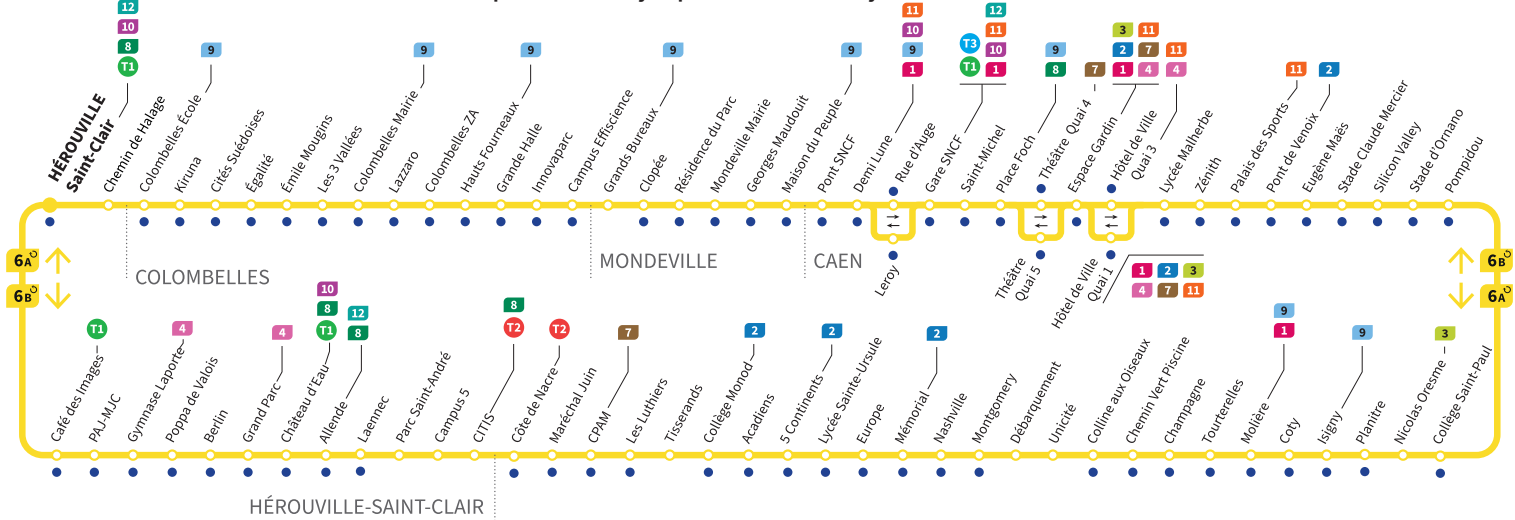 12
10
8
T1
9
9
9
9
9
11
10
9
1
12
T3 11
T1 10
1
9
8
7
3 11
2 7
1 4
11
4
11
2
HÉROUVILLE
Saint-Clair
Chemin de Halage
Colombelles École
Kiruna
Cités Suédoises
Égalité
Émile Mougins
Les 3 Vallées
Colombelles Mairie
Lazzaro
Colombelles ZA
Hauts Fourneaux
Grande Halle
Innovaparc
Campus Effiscience
Grands Bureaux
Clopée
Résidence du Parc
Mondeville Mairie
Georges Maudouit
Maison du Peuple
Pont SNCF
Demi Lune
Rue d'Auge
Gare SNCF
Saint-Michel
Place Foch
Théâtre Quai 4
Espace Gardin
Hôtel de Ville
Quai 3
Lycée Malherbe
Zénith
Palais des Sports
Pont de Venoix
Eugène Maës
Stade Claude Mercier
Silicon Valley
Stade d'Ornano
Pompidou
6A
6B
COLOMBELLES
MONDEVILLE
CAEN
Leroy
Théâtre
Quai 5
Hôtel de Ville
Quai 1
1 2 3
4 7 11
6B
6A
T1
4
4
10
8
T1
12
8
8
T2
T2
7
2
2
2
9
1
9
3
Café des Images
PAJ-MJC
Gymnase Laporte
Poppa de Valois
Berlin
Grand Parc
Château d'Eau
Allende
Laennec
Parc Saint-André
Campus 5
CITIS
Côte de Nacre
Maréchal Juin
CPAM
Les Luthiers
Tisserands
Collège Monod
Acadiens
5 Continents
Lycée Sainte-Ursule
Europe
Mémorial
Nashville
Montgomery
Débarquement
Unicité
Colline aux Oiseaux
Chemin Vert Piscine
Champagne
Tourterelles
Molière
Coty
Isigny
Planitre
Nicolas Oresme
Collège Saint-Paul
HÉROUVILLE-SAINT-CLAIR